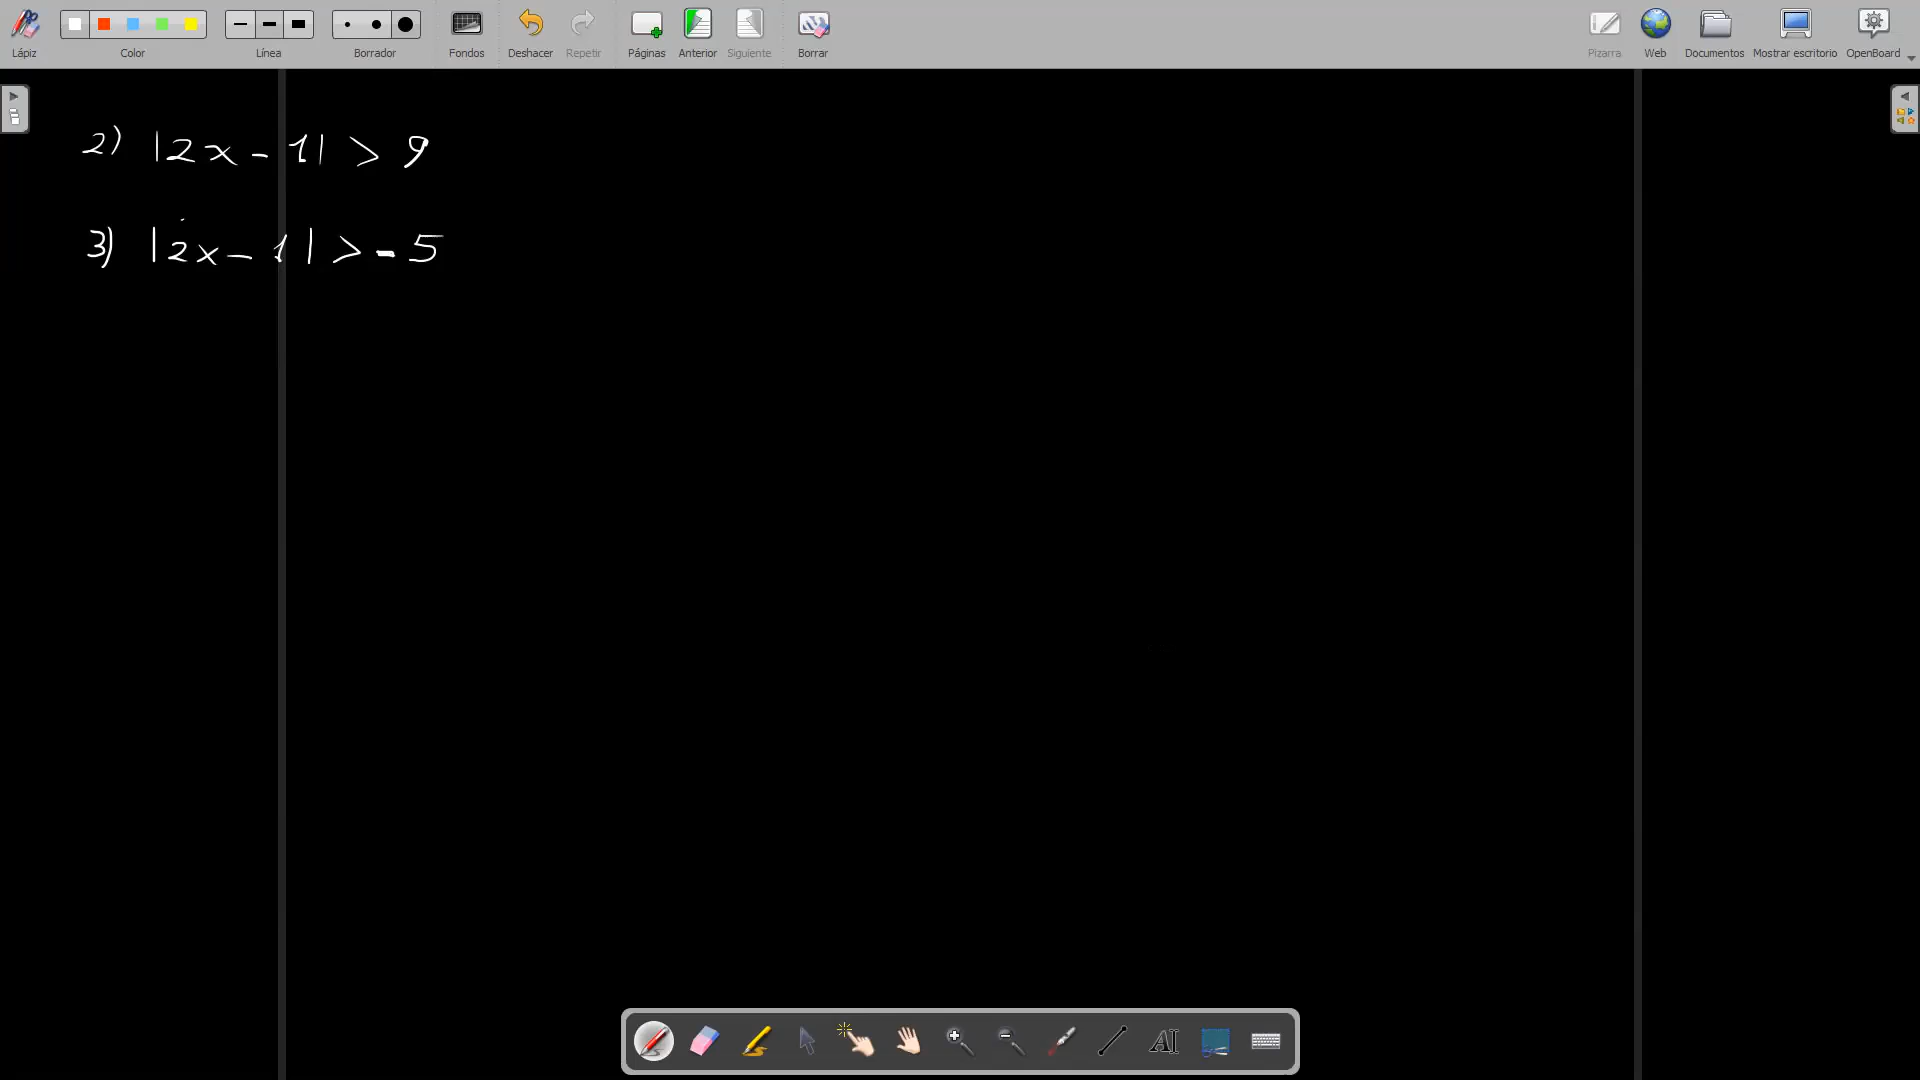 Lápiz Color Línea Borrador Fondos Deshacer Repetir Páginas Anterior Siguiente Borrar Pizarra Web Documentos Mostrar escritorio OpenBoard
2) |2x - 1| > 9
3) |2x - 1| > - 5
AI